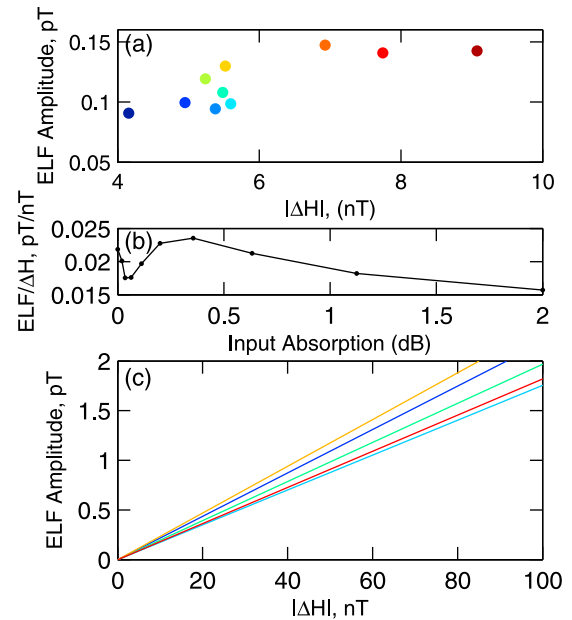 (a)
ELF Amplitude, pT
0.15
0.1
0.05
4 6 8 10
|ΔH|, (nT)
(b)
ELF/ΔH, pT/nT
0.025
0.02
0.015
0 0.5 1 1.5 2
Input Absorption (dB)
(c)
ELF Amplitude, pT
2
1.5
1
0.5
0
0 20 40 60 80 100
|ΔH|, nT